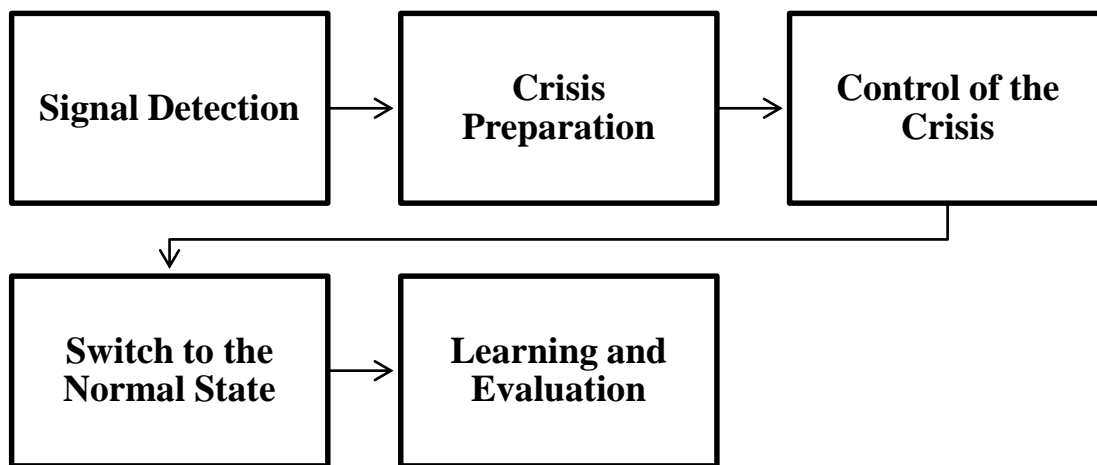 Signal Detection
Crisis
Preparation
Control of the
Crisis
Switch to the
Normal State
Learning and
Evaluation